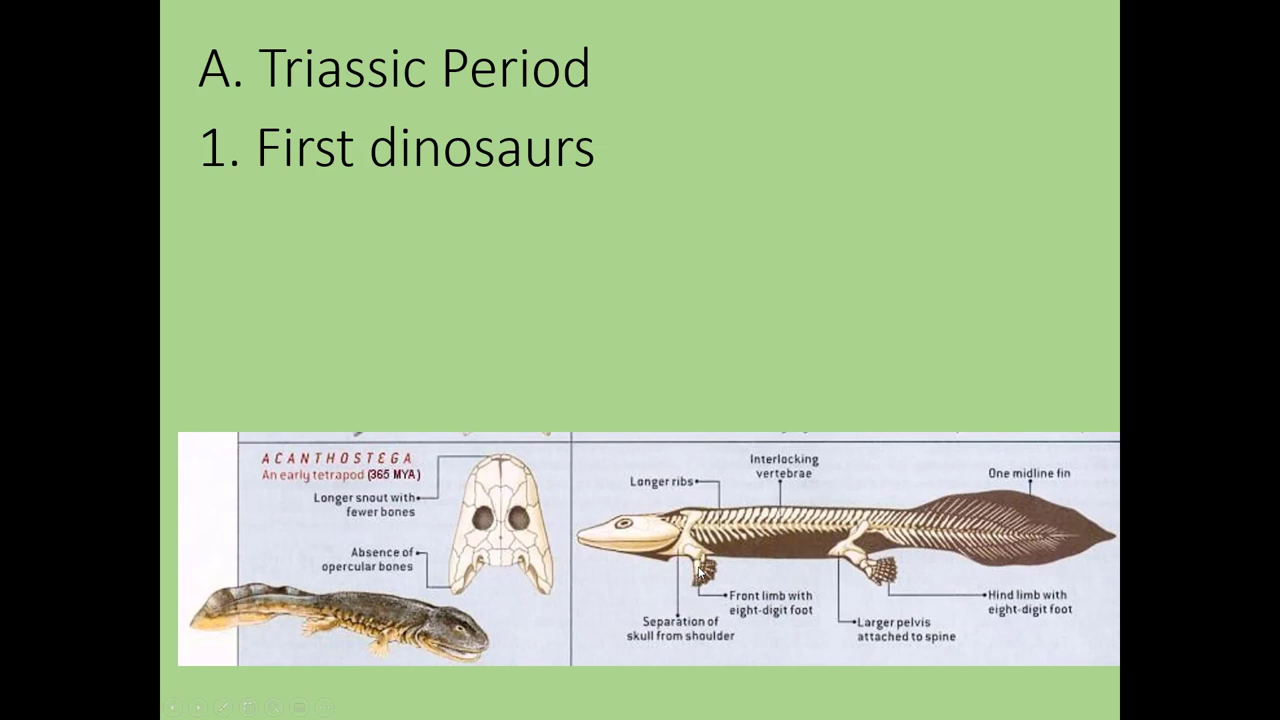 A. Triassic Period
1. First dinosaurs
ACANTHOSTEGA
An early tetrapod (365 MYA)
Longer snout with
fewer bones
Absence of
opercular bones
Longer ribs
Interlocking
vertebrae
One midline fin
Separation of
skull from shoulder
Front limb with
eight-digit foot
Larger pelvis
attached to spine
Hind limb with
eight-digit foot